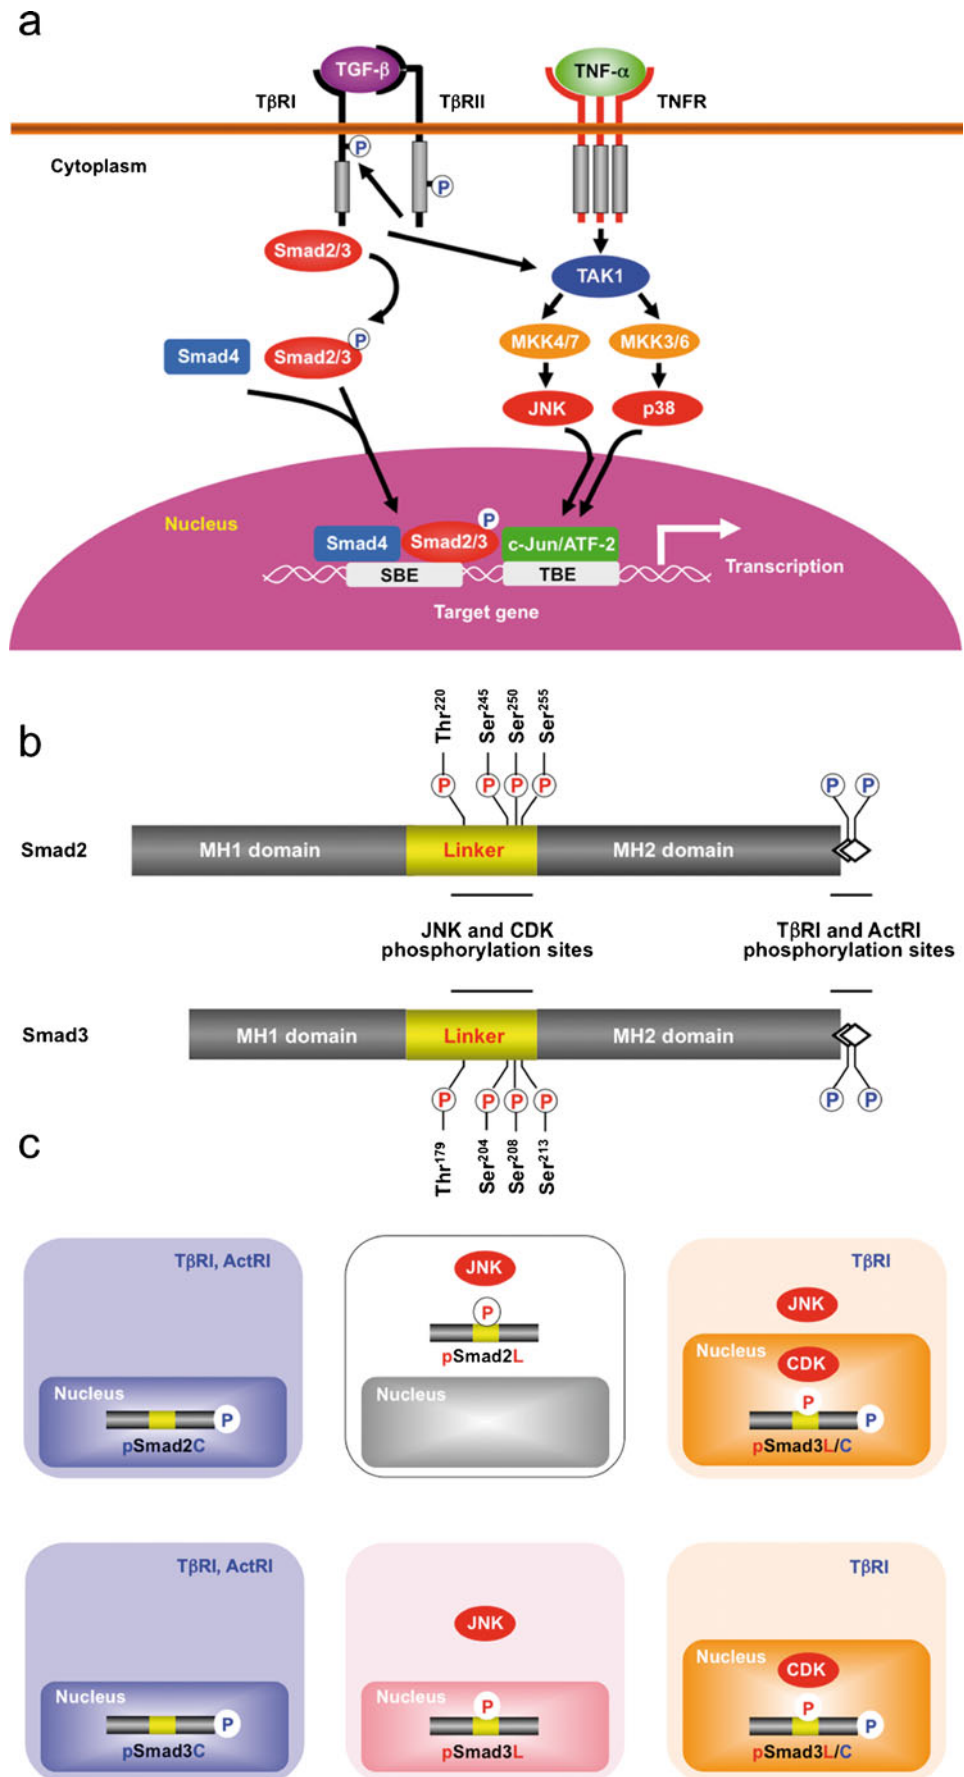 a
TGF-β
TNF-α
TβRI
TβRII
TNFR
Cytoplasm
P
P
Smad2/3
TAK1
P
Smad4
Smad2/3
MKK4/7
MKK3/6
JNK
p38
Nucleus
P
Smad4
Smad2/3
c-Jun/ATF-2
SBE
TBE
Transcription
Target gene
b
Thr220
Ser245
Ser250
Ser255
P
P
P
P
P
P
Smad2
MH1 domain
Linker
MH2 domain
JNK and CDK
phosphorylation sites
TβRI and ActRI
phosphorylation sites
Smad3
MH1 domain
Linker
MH2 domain
P
P
P
P
P
P
Thr179
Ser204
Ser208
Ser213
c
TβRI, ActRI
Nucleus
P
pSmad2C
JNK
P
pSmad2L
Nucleus
TβRI
JNK
Nucleus
CDK
P
P
pSmad3L/C
TβRI, ActRI
Nucleus
P
pSmad3C
JNK
Nucleus
P
pSmad3L
TβRI
Nucleus
CDK
P
P
pSmad3L/C